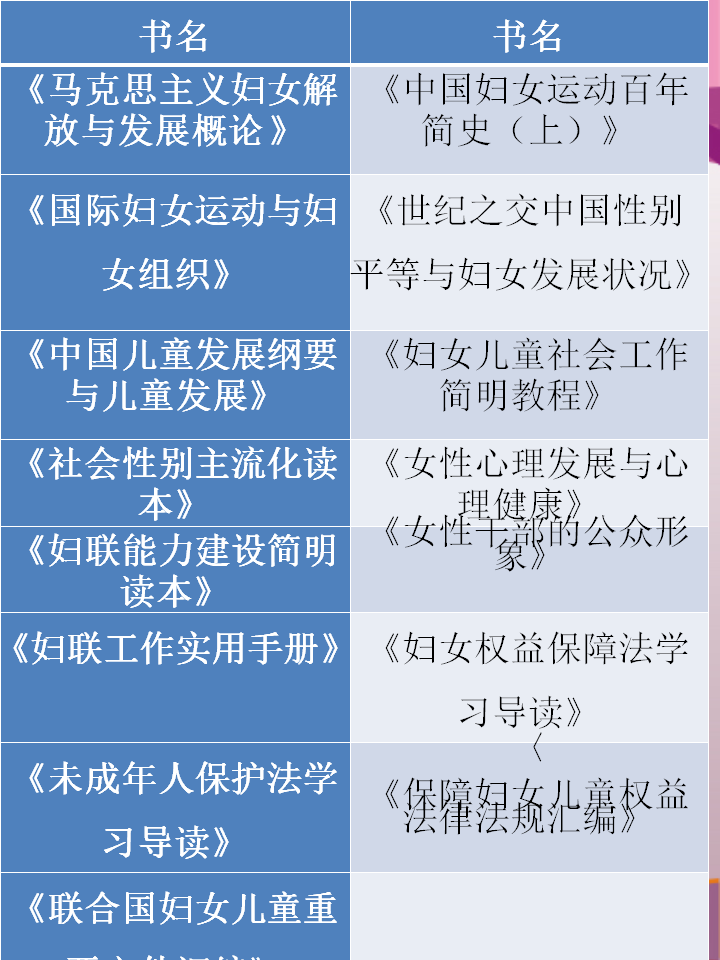 书名
书名
《马克思主义妇女解
放与发展概论》
《中国妇女运动百年
简史（上）》
《国际妇女运动与妇
女组织》
《世纪之交中国性别
平等与妇女发展状况》
《中国儿童发展纲要
与儿童发展》
《妇女儿童社会工作
简明教程》
《社会性别主流化读
本》
《女性心理发展与心
理健康》
《妇联能力建设简明
读本》
《女性干部的公众形
象》
《妇联工作实用手册》
《妇女权益保障法学
习导读》
《未成年人保护法学
习导读》
〈
《保障妇女儿童权益
法律法规汇编》
《联合国妇女儿童重